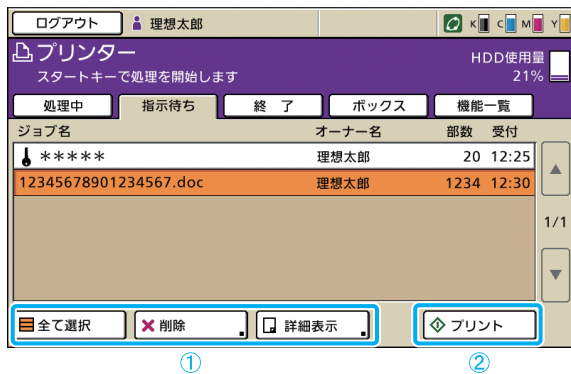 ログアウト 理想太郎 K C M Y
プリンター HDD使用量
スタートキーで処理を開始します 21%
処理中 指示待ち 終 了 ボックス 機能一覧
ジョブ名 オーナー名 部数 受付
***** 理想太郎 20 12:25
12345678901234567.doc 理想太郎 1234 12:30
1/1
全て選択 削除 詳細表示 プリント
① ②